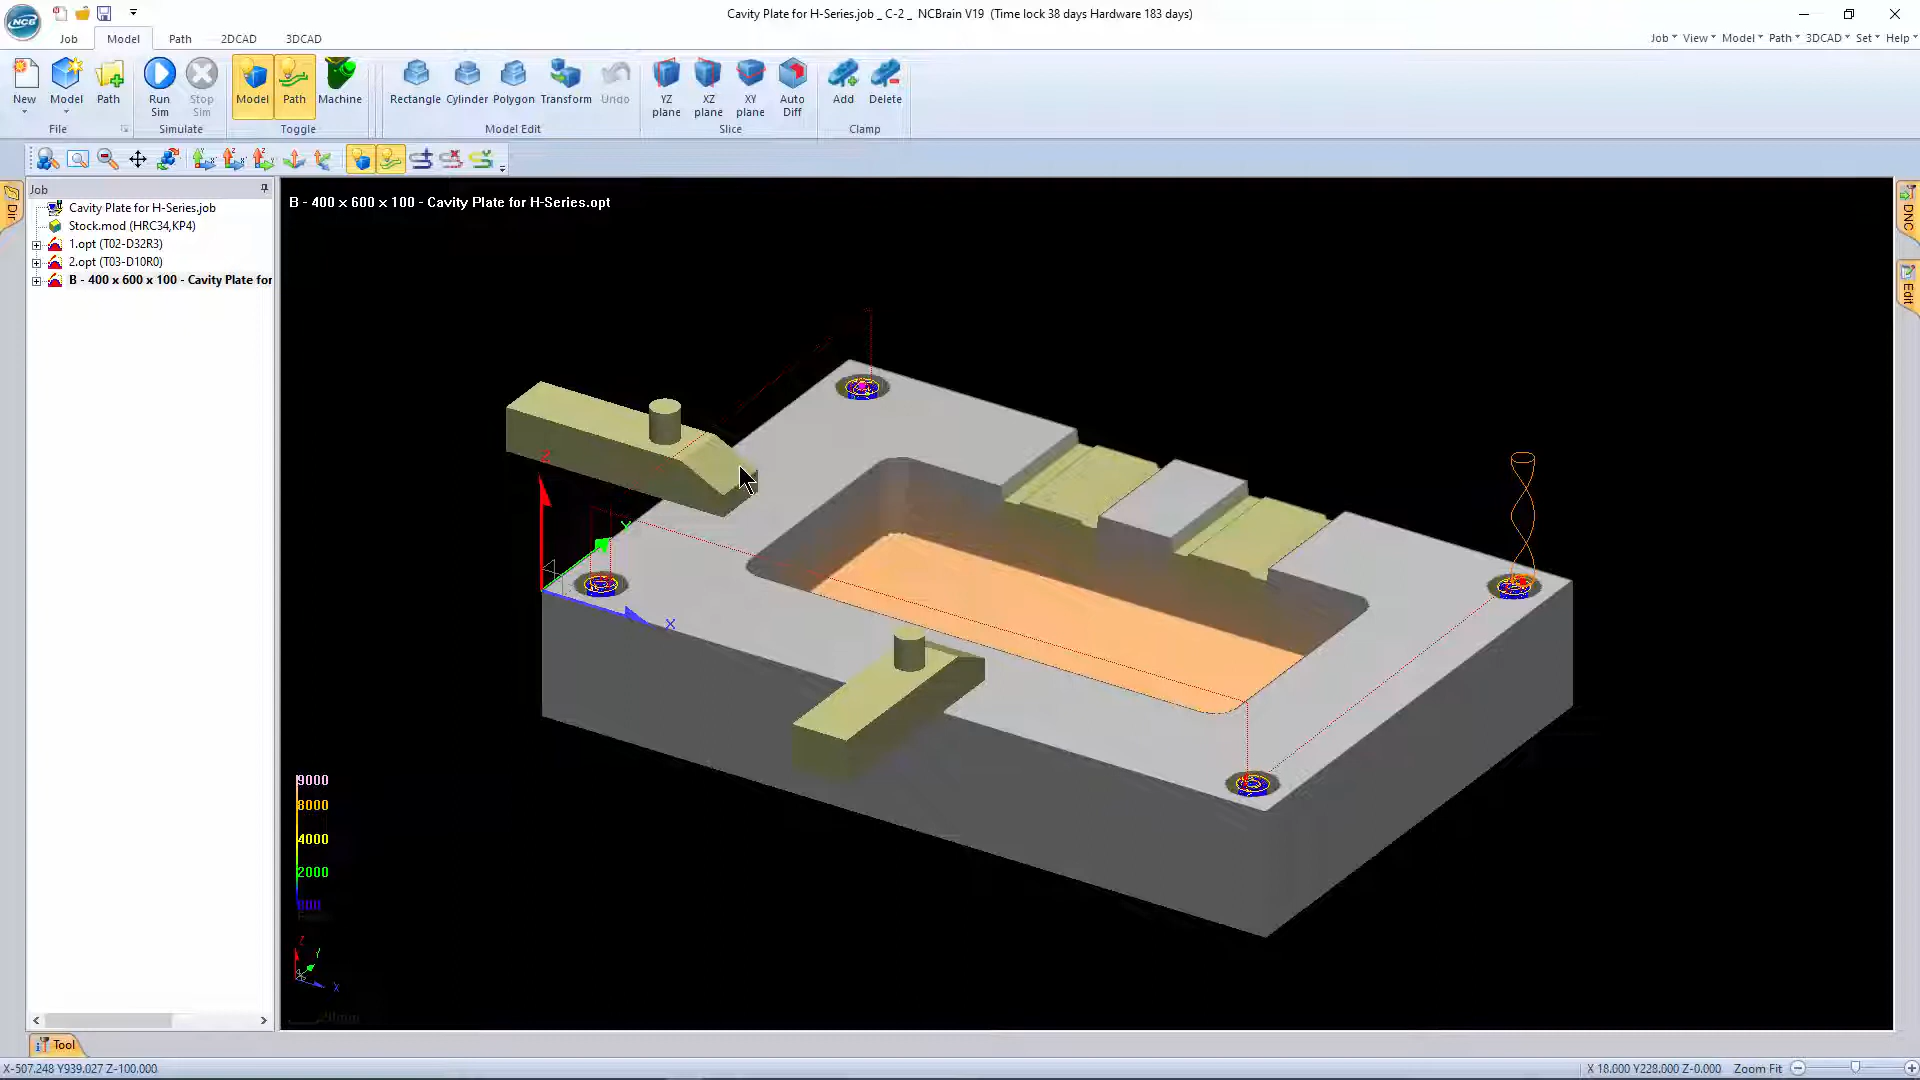 NCB
Cavity Plate for H-Series.job _ C-2 _ NCBrain V19 (Time lock 38 days Hardware 183 days)
Job Model Path 2DCAD 3DCAD
Job View Model Path 3DCAD Set Help
New Model Path Run Sim Stop Sim Model Path Machine Rectangle Cylinder Polygon Transform Undo YZ plane XZ plane XY plane Auto Diff Add Delete
File Simulate Toggle Model Edit Slice Clamp
Job
Cavity Plate for H-Series.job
Stock.mod (HRC34,KP4)
1.opt (T02-D32R3)
2.opt (T03-D10R0)
B - 400 x 600 x 100 - Cavity Plate for
Dir
DNC
Edit
B - 400 x 600 x 100 - Cavity Plate for H-Series.opt
Z
Y
X
9000
8000
4000
2000
Z
Y
X
Tool
X-507.248 Y939.027 Z-100.000
X 18.000 Y228.000 Z-0.000 Zoom Fit